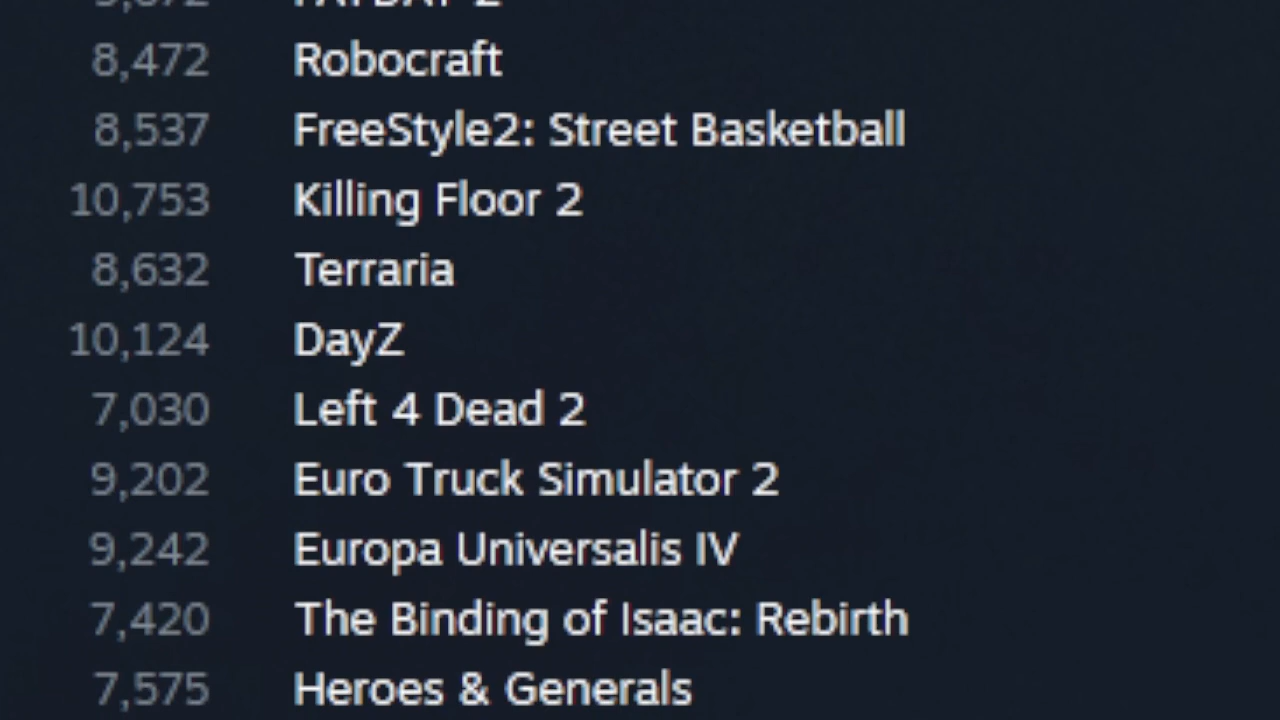 PAYDAY 2
8,472 Robocraft
8,537 FreeStyle2: Street Basketball
10,753 Killing Floor 2
8,632 Terraria
10,124 DayZ
7,030 Left 4 Dead 2
9,202 Euro Truck Simulator 2
9,242 Europa Universalis IV
7,420 The Binding of Isaac: Rebirth
7,575 Heroes & Generals